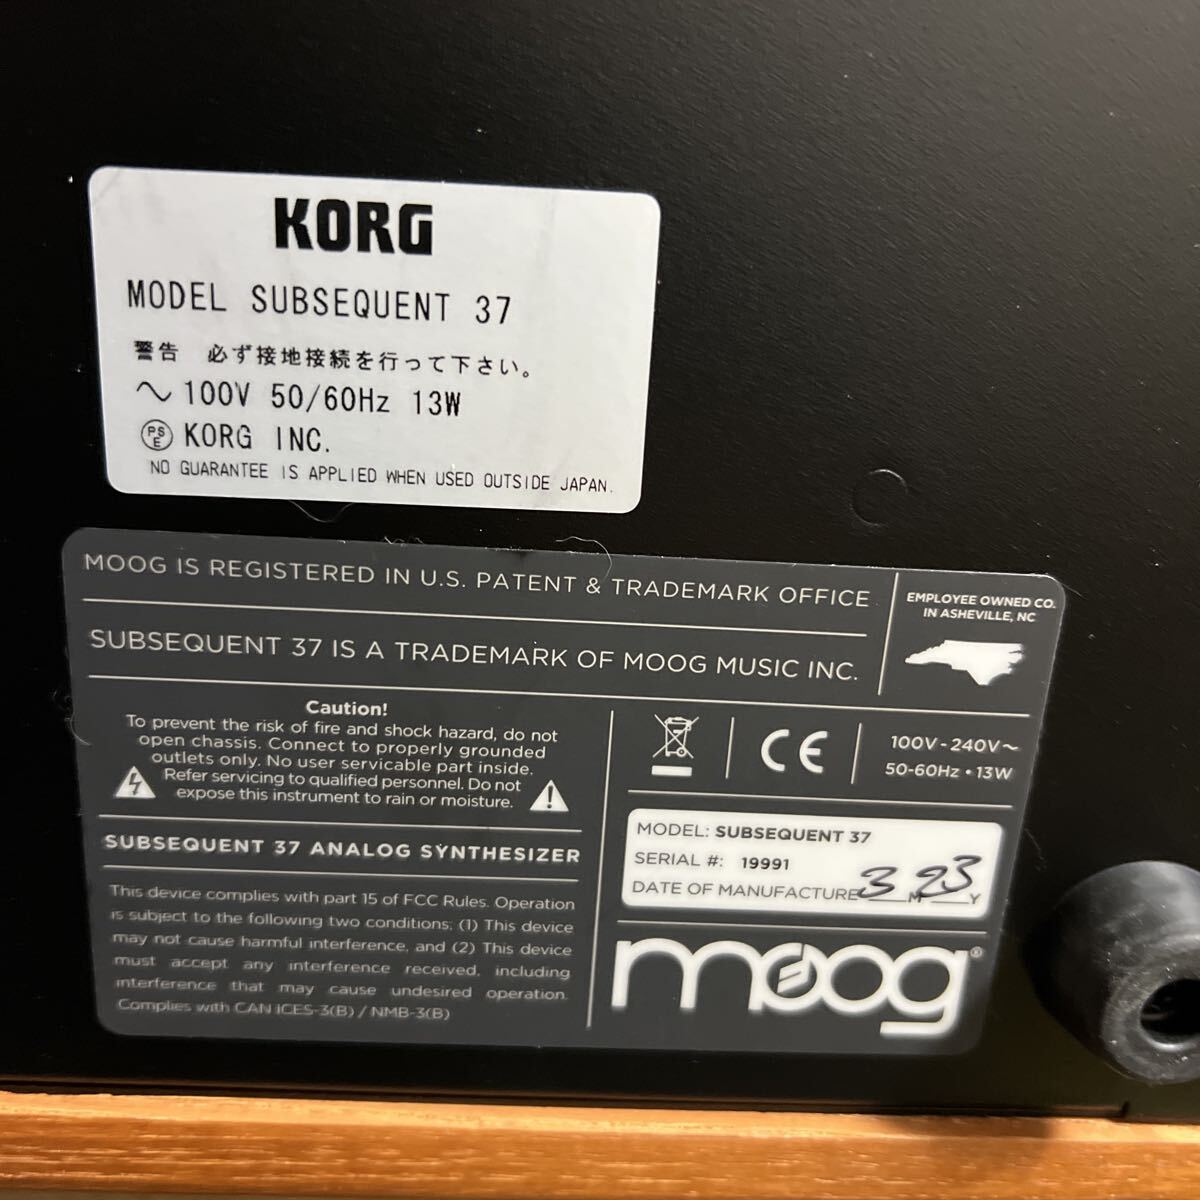 KORG
MODEL SUBSEQUENT 37
警告 必ず接地接続を行って下さい。
～ 100V 50/60Hz 13W
PSE KORG INC.
NO GUARANTEE IS APPLIED WHEN USED OUTSIDE JAPAN.
MOOG IS REGISTERED IN U.S. PATENT & TRADEMARK OFFICE
SUBSEQUENT 37 IS A TRADEMARK OF MOOG MUSIC INC.
EMPLOYEE OWNED CO.
IN ASHEVILLE, NC
Caution!
To prevent the risk of fire and shock hazard, do not
open chassis. Connect to properly grounded
outlets only. No user servicable part inside.
Refer servicing to qualified personnel. Do not
expose this instrument to rain or moisture.
CE
100V - 240V～
50-60Hz • 13W
SUBSEQUENT 37 ANALOG SYNTHESIZER
This device complies with part 15 of FCC Rules. Operation
is subject to the following two conditions: (1) This device
may not cause harmful interference, and (2) This device
must accept any interference received, including
interference that may cause undesired operation.
Complies with CAN ICES-3(B) / NMB-3(B)
MODEL: SUBSEQUENT 37
SERIAL #: 19991
DATE OF MANUFACTURE 3 M 23 Y
moog®